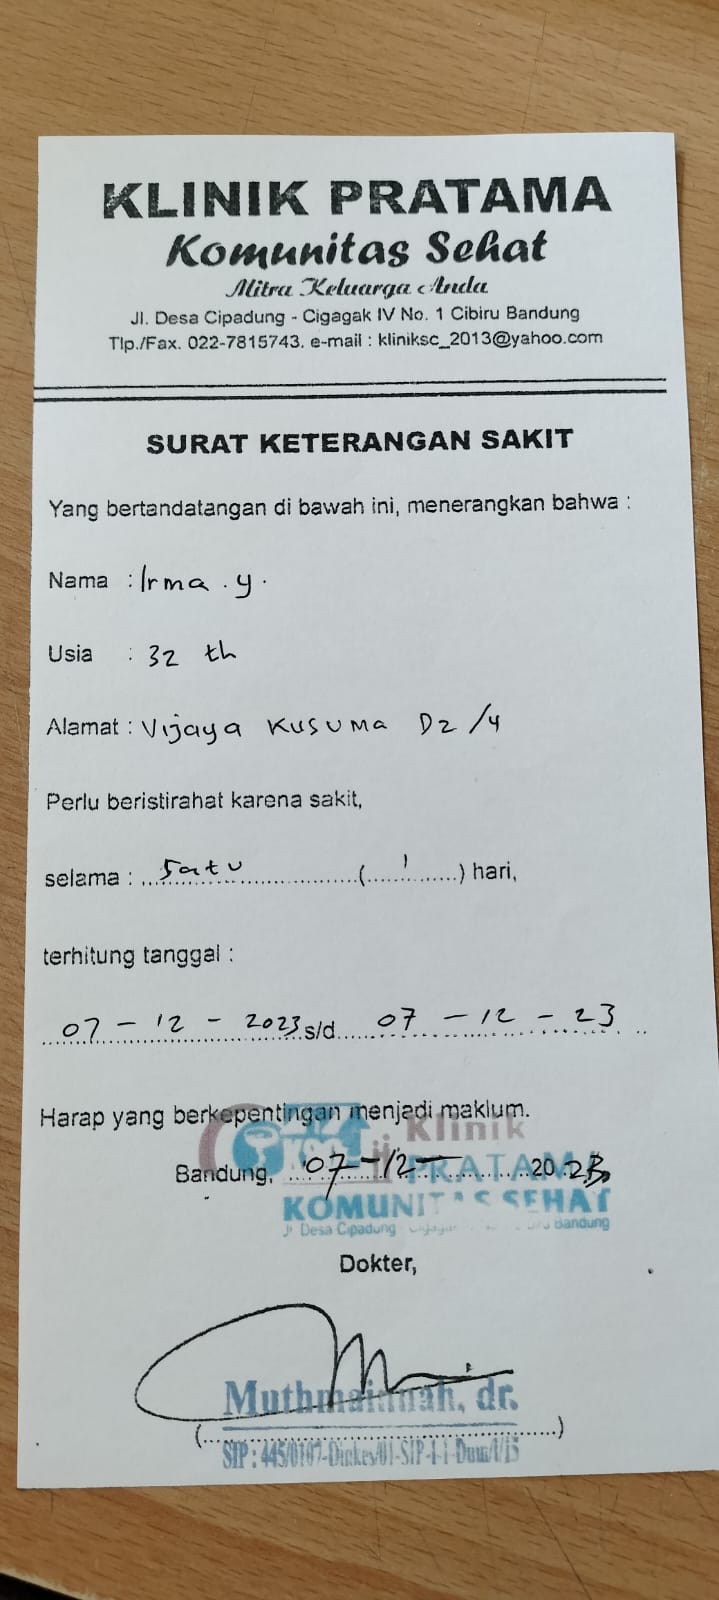 KLINIK PRATAMA
Komunitas Sehat
Mitra Keluarga Anda
Jl. Desa Cipadung - Cigagak IV No. 1 Cibiru Bandung
Tlp./Fax. 022-7815743. e-mail : kliniksc_2013@yahoo.com
SURAT KETERANGAN SAKIT
Yang bertandatangan di bawah ini, menerangkan bahwa :
Nama : Irma . y .
Usia : 32 th
Alamat : Vijaya Kusuma D2 /4
Perlu beristirahat karena sakit,
selama : satu ( 1 ) hari,
terhitung tanggal :
07 - 12 - 2023 s/d 07 - 12 - 23
Harap yang berkepentingan menjadi maklum.
Klinik
Bandung, 07-12- 2023
PRATAMA
KOMUNITAS SEHAT
Jl Desa Cipadung Bandung
Dokter,
Muthmainnah, dr.
(..............................)
SIP : 445/0107-Dinkes/01-SIP-I-I-Dum/I/15